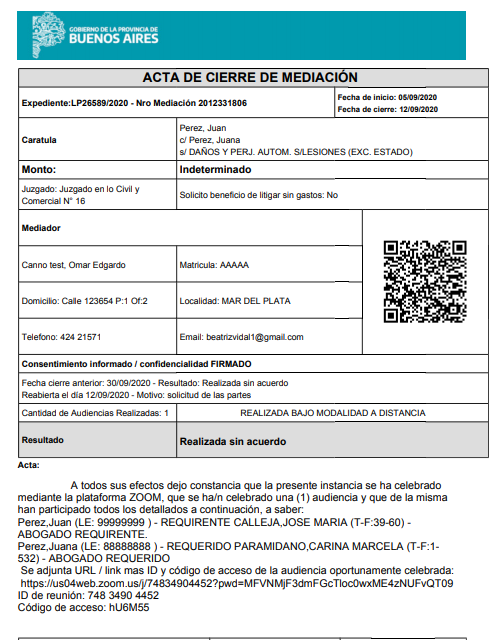 GOBIERNO DE LA PROVINCIA DE
BUENOS AIRES
ACTA DE CIERRE DE MEDIACIÓN
Expediente:LP26589/2020 - Nro Mediación 2012331806
Fecha de inicio: 05/09/2020
Fecha de cierre: 12/09/2020
Caratula
Perez, Juan
c/ Perez, Juana
s/ DAÑOS Y PERJ. AUTOM. S/LESIONES (EXC. ESTADO)
Monto:
Indeterminado
Juzgado: Juzgado en lo Civil y
Comercial N° 16
Solicito beneficio de litigar sin gastos: No
Mediador
Canno test, Omar Edgardo
Matricula: AAAAA
Domicilio: Calle 123654 P:1 Of:2
Localidad: MAR DEL PLATA
Telefono: 424 21571
Email: beatrizvidal1@gmail.com
Consentimiento informado / confidencialidad FIRMADO
Fecha cierre anterior: 30/09/2020 - Resultado: Realizada sin acuerdo
Reabierta el día 12/09/2020 - Motivo: solicitud de las partes
Cantidad de Audiencias Realizadas: 1
REALIZADA BAJO MODALIDAD A DISTANCIA
Resultado
Realizada sin acuerdo
Acta:
A todos sus efectos dejo constancia que la presente instancia se ha celebrado
mediante la plataforma ZOOM, que se ha/n celebrado una (1) audiencia y que de la misma
han participado todos los detallados a continuación, a saber:
Perez,Juan (LE: 99999999 ) - REQUIRENTE CALLEJA,JOSE MARIA (T-F:39-60) -
ABOGADO REQUIRENTE.
Perez,Juana (LE: 88888888 ) - REQUERIDO PARAMIDANO,CARINA MARCELA (T-F:1-
532) - ABOGADO REQUERIDO
Se adjunta URL / link mas ID y código de acceso de la audiencia oportunamente celebrada:
https://us04web.zoom.us/j/74834904452?pwd=MFVNMjF3dmFGcTloc0wxME4zNUFvQT09
ID de reunión: 748 3490 4452
Código de acceso: hU6M55